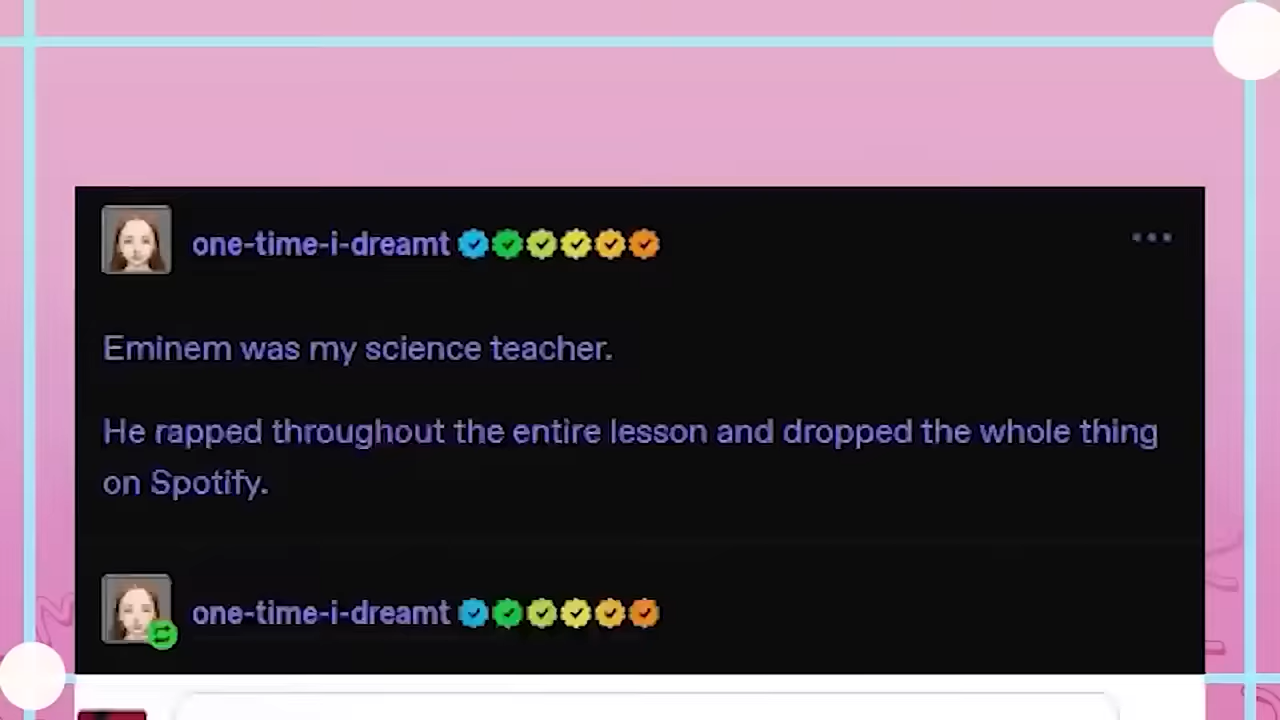 one-time-i-dreamt
Eminem was my science teacher.
He rapped throughout the entire lesson and dropped the whole thing
on Spotify.
one-time-i-dreamt